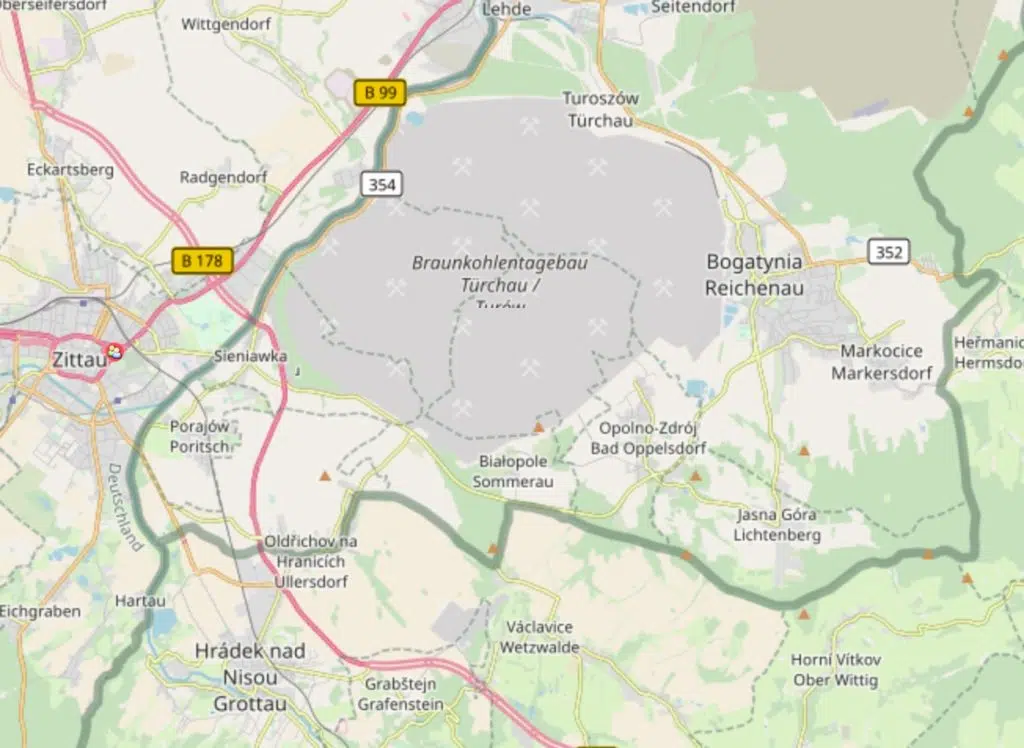 Oberseifersdorf
Lehde
Seitendorf
Wittgendorf
B 99
Turoszów
Türchau
Eckartsberg
Radgendorf
354
B 178
Braunkohlentagebau
Türchau /
Turów
352
Bogatynia
Reichenau
Zittau
Sieniawka
Markocice
Markersdorf
Heřmanic
Hermsdo
Porajów
Poritsch
Opolno-Zdrój
Bad Oppelsdorf
Białopole
Sommerau
Deutschland
Jasna Góra
Lichtenberg
Oldřichov na
Hranicích
Ullersdorf
Eichgraben
Hartau
Václavice
Wetzwalde
Hrádek nad
Nisou
Grottau
Grabštejn
Grafenstein
Horní Vítkov
Ober Wittig